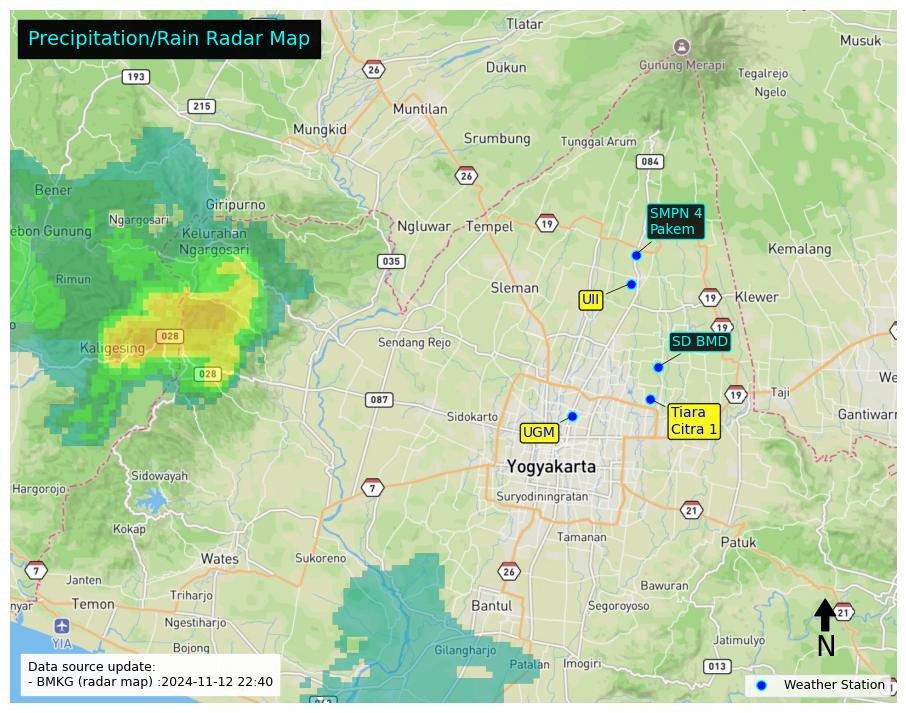 Precipitation/Rain Radar Map
Tlatar
Musuk
26
193
Dukun
Gunung Merapi
Tegalrejo
Ngelo
215
Muntilan
Mungkid
Srumbung
Tunggal Arum
084
26
Bener
Giripurno
Ngargosari
SMPN 4
Pakem
ebon Gunung
Kelurahan
Ngargosari
Ngluwar
Tempel
19
Kemalang
035
Rimun
Sleman
UII
19
Klewer
19
028
Kaligesing
Sendang Rejo
SD BMD
028
We
087
19
Taji
Sidokarto
Tiara
Citra 1
Gantiwarn
UGM
Yogyakarta
Sidowayah
Hargorojo
7
Suryodiningratan
21
Kokap
Tamanan
Patuk
Wates
Sukoreno
7
26
Janten
Bawuran
nyar
Temon
Triharjo
Bantul
Segoroyoso
21
Ngestiharjo
YIA
Bojong
Gilangharjo
Jatimulyo
N
Patalan
Imogiri
013
Data source update:
- BMKG (radar map) :2024-11-12 22:40
Weather Station